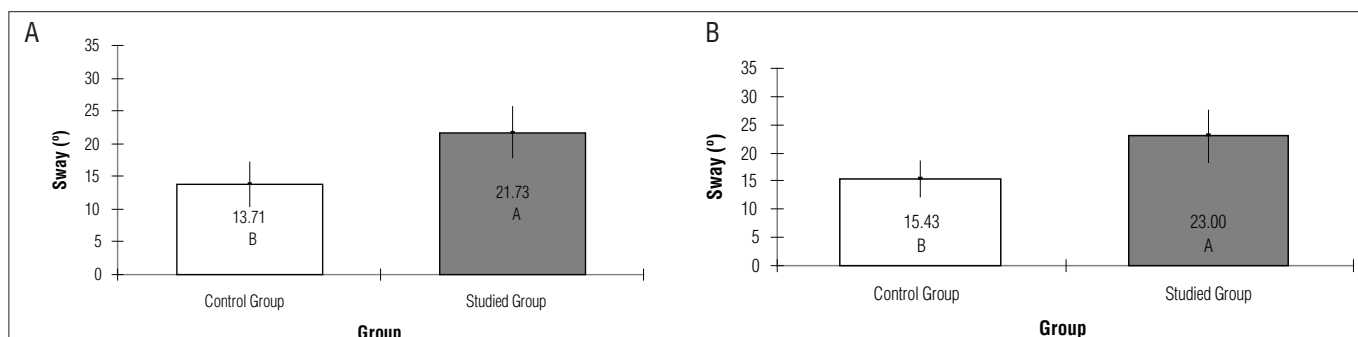 A
35
30
25
20
15
10
5
0
Sway (º)
13.71
B
21.73
A
Control Group
Studied Group
Group
B
35
30
25
20
15
10
5
0
Sway (º)
15.43
B
23.00
A
Control Group
Studied Group
Group